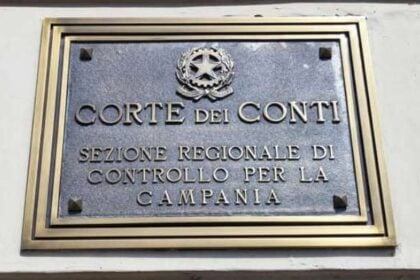 CORTE DEI CONTI
SEZIONE REGIONALE DI
CONTROLLO PER LA
CAMPANIA